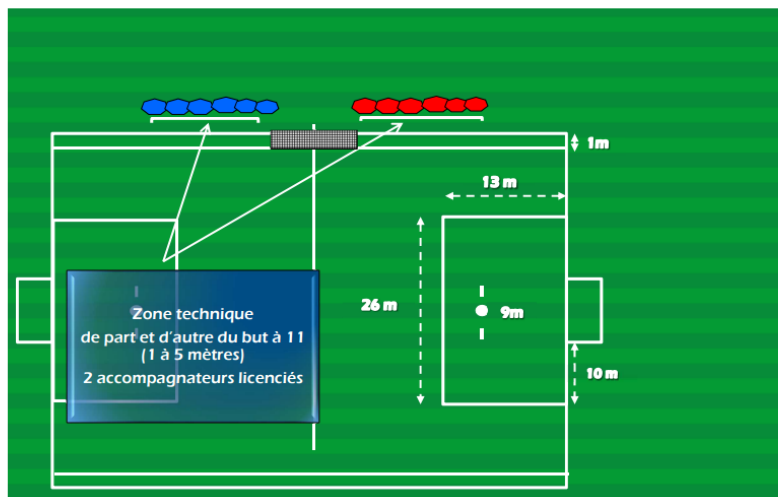 1m
13 m
26 m
9m
10 m
Zone technique
de part et d'autre du but à 11
(1 à 5 mètres)
2 accompagnateurs licenciés